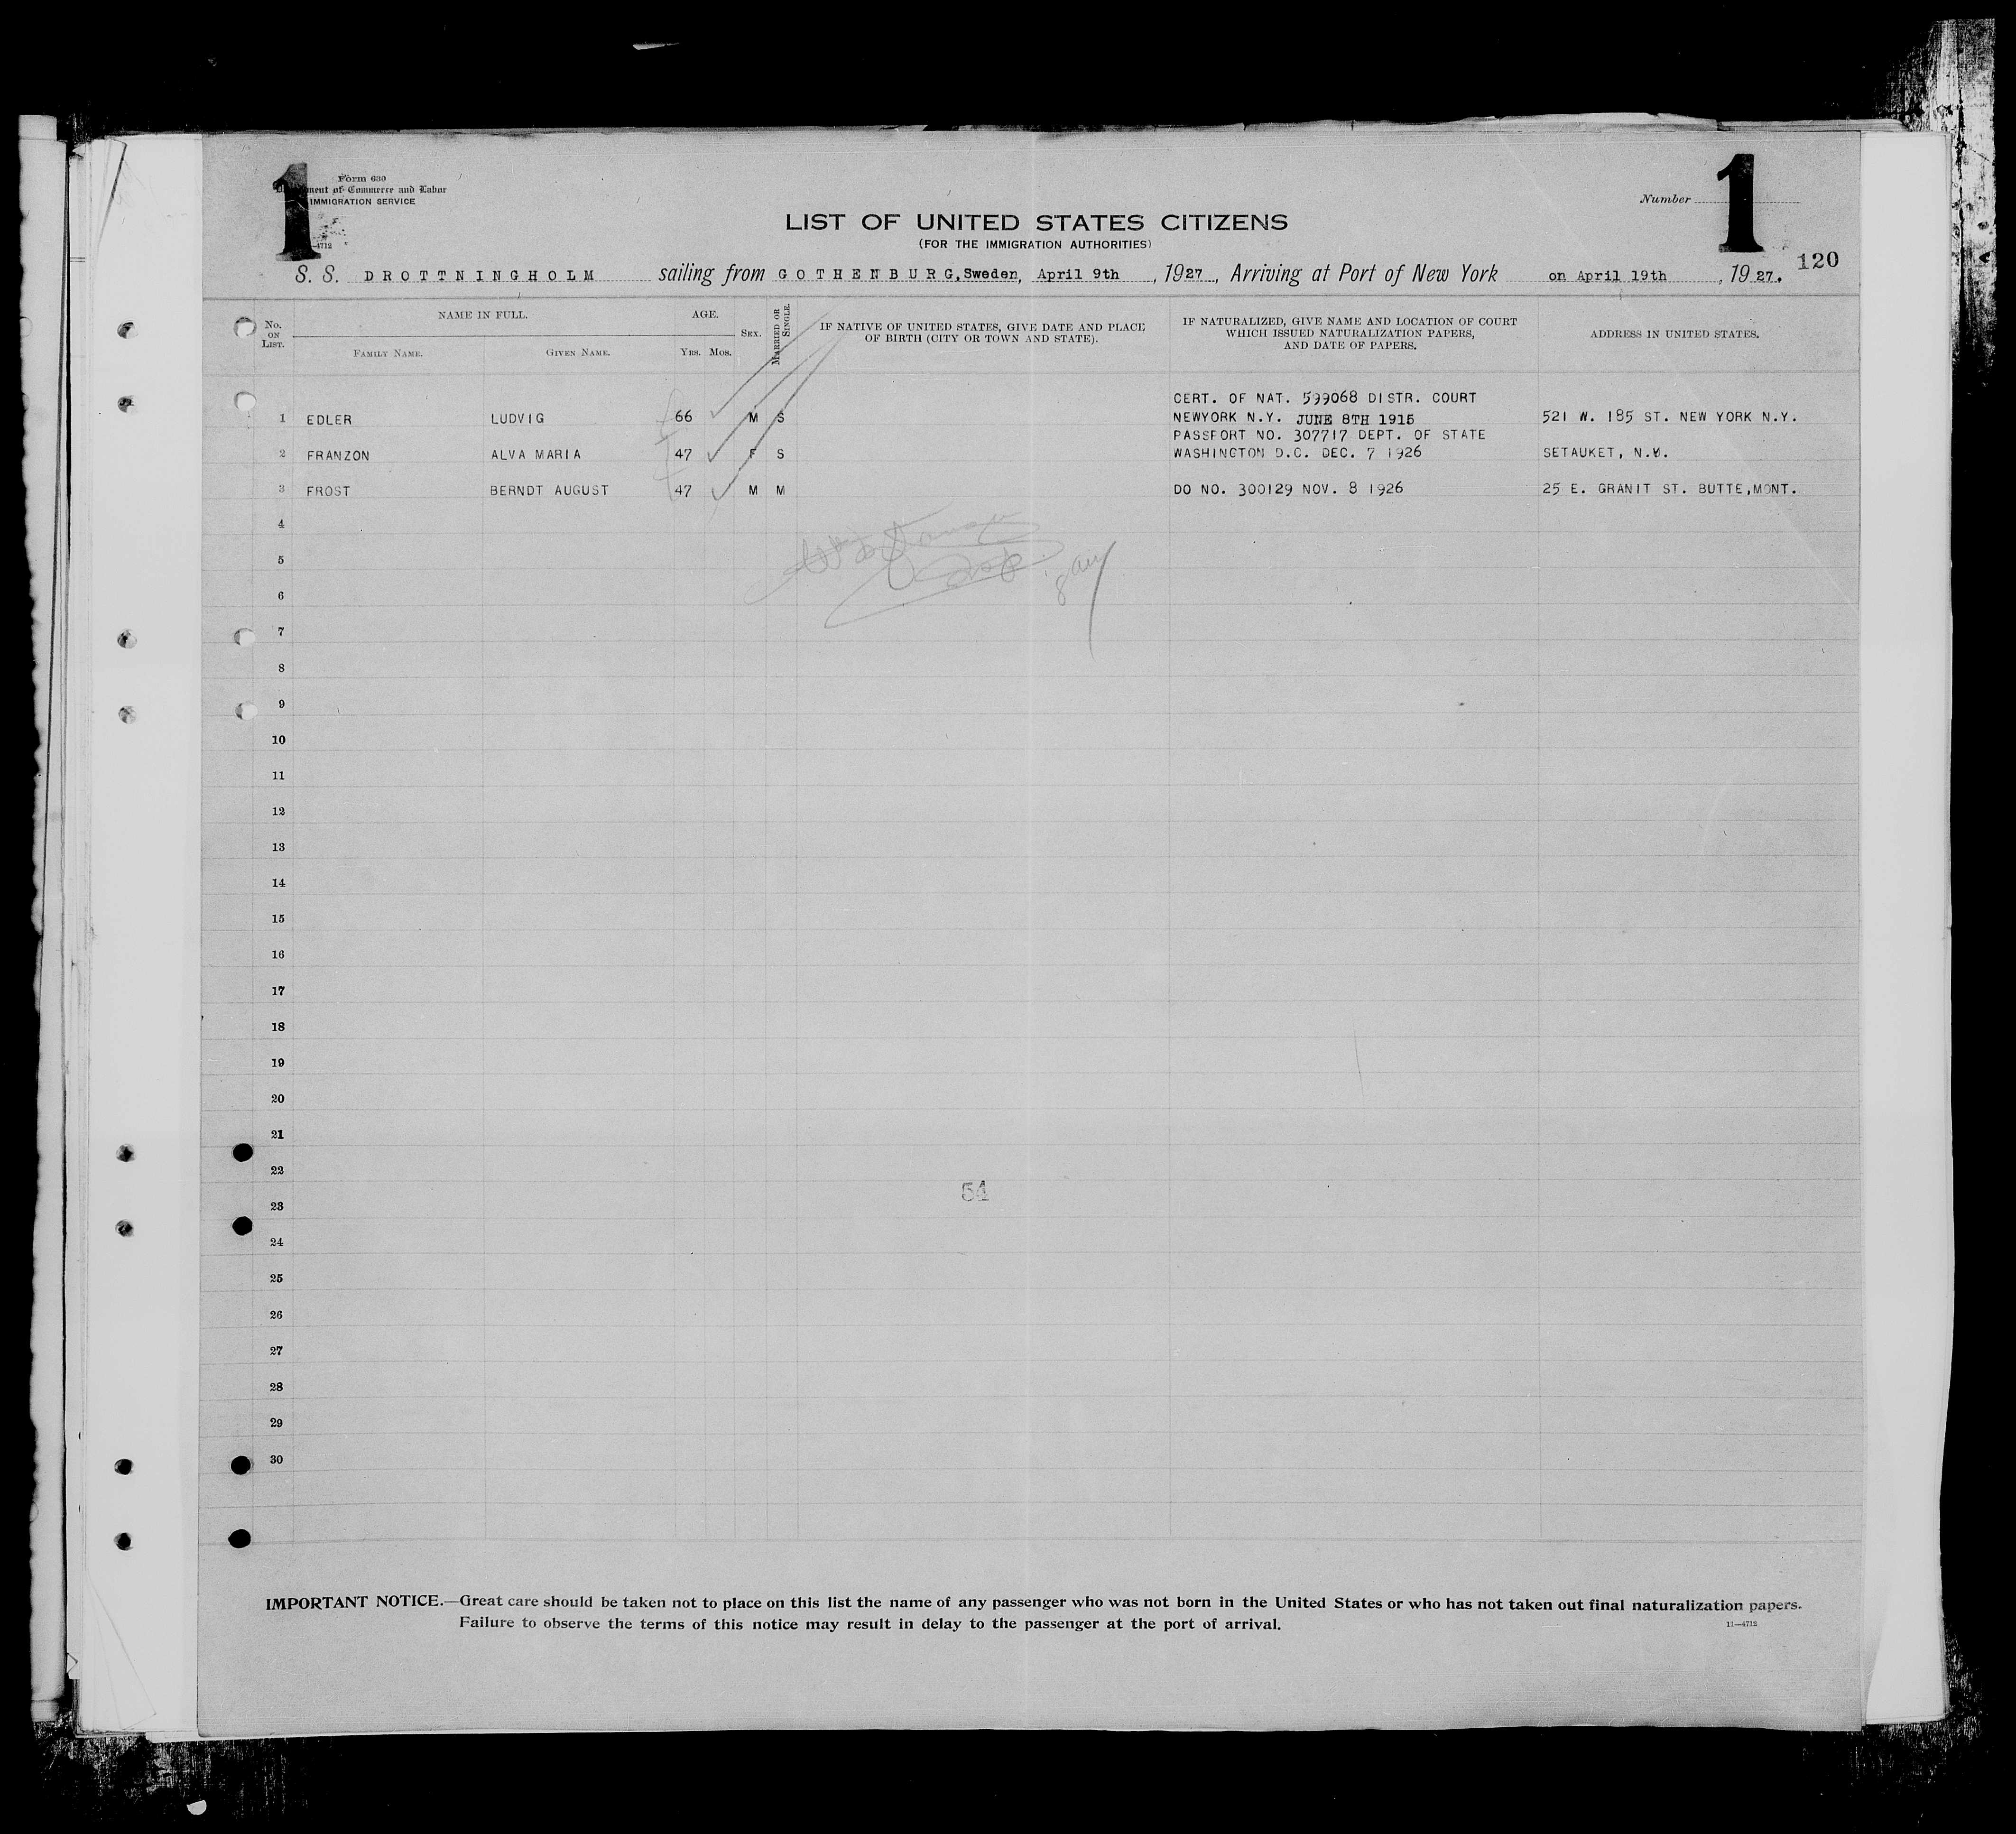 1
Form 630
Department of Commerce and Labor
IMMIGRATION SERVICE
Number
1
LIST OF UNITED STATES CITIZENS
(FOR THE IMMIGRATION AUTHORITIES)
120
S. S. DROTTNINGHOLM sailing from GOTHENBURG, Sweden, April 9th, 1927, Arriving at Port of New York on April 19th, 1927.
No. ON LIST. NAME IN FULL. FAMILY NAME. GIVEN NAME. AGE. YRS. MOS. SEX. MARRIED OR SINGLE. IF NATIVE OF UNITED STATES, GIVE DATE AND PLACE OF BIRTH (CITY OR TOWN AND STATE). IF NATURALIZED, GIVE NAME AND LOCATION OF COURT WHICH ISSUED NATURALIZATION PAPERS, AND DATE OF PAPERS. ADDRESS IN UNITED STATES.
CERT. OF NAT. 599068 DISTR. COURT
1 EDLER LUDVIG 66 M S NEWYORK N.Y. JUNE 8TH 1915 521 W. 185 ST. NEW YORK N.Y.
PASSPORT NO. 307717 DEPT. OF STATE
2 FRANZON ALVA MARIA 47 F S WASHINGTON D.C. DEC. 7 1926 SETAUKET, N.Y.
3 FROST BERNDT AUGUST 47 M M DO NO. 300129 NOV. 8 1926 25 E. GRANIT ST. BUTTE, MONT.
4
5
6
7
8
9
10
11
12
13
14
15
16
17
18
19
20
21
22
23
54
24
25
26
27
28
29
30
IMPORTANT NOTICE.—Great care should be taken not to place on this list the name of any passenger who was not born in the United States or who has not taken out final naturalization papers.
Failure to observe the terms of this notice may result in delay to the passenger at the port of arrival.
11—4712